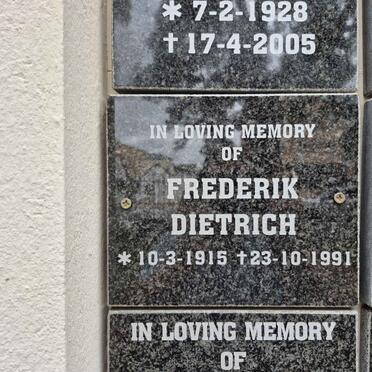 * 7-2-1928
† 17-4-2005
IN LOVING MEMORY
OF
FREDERIK
DIETRICH
* 10-3-1915 † 23-10-1991
IN LOVING MEMORY
OF